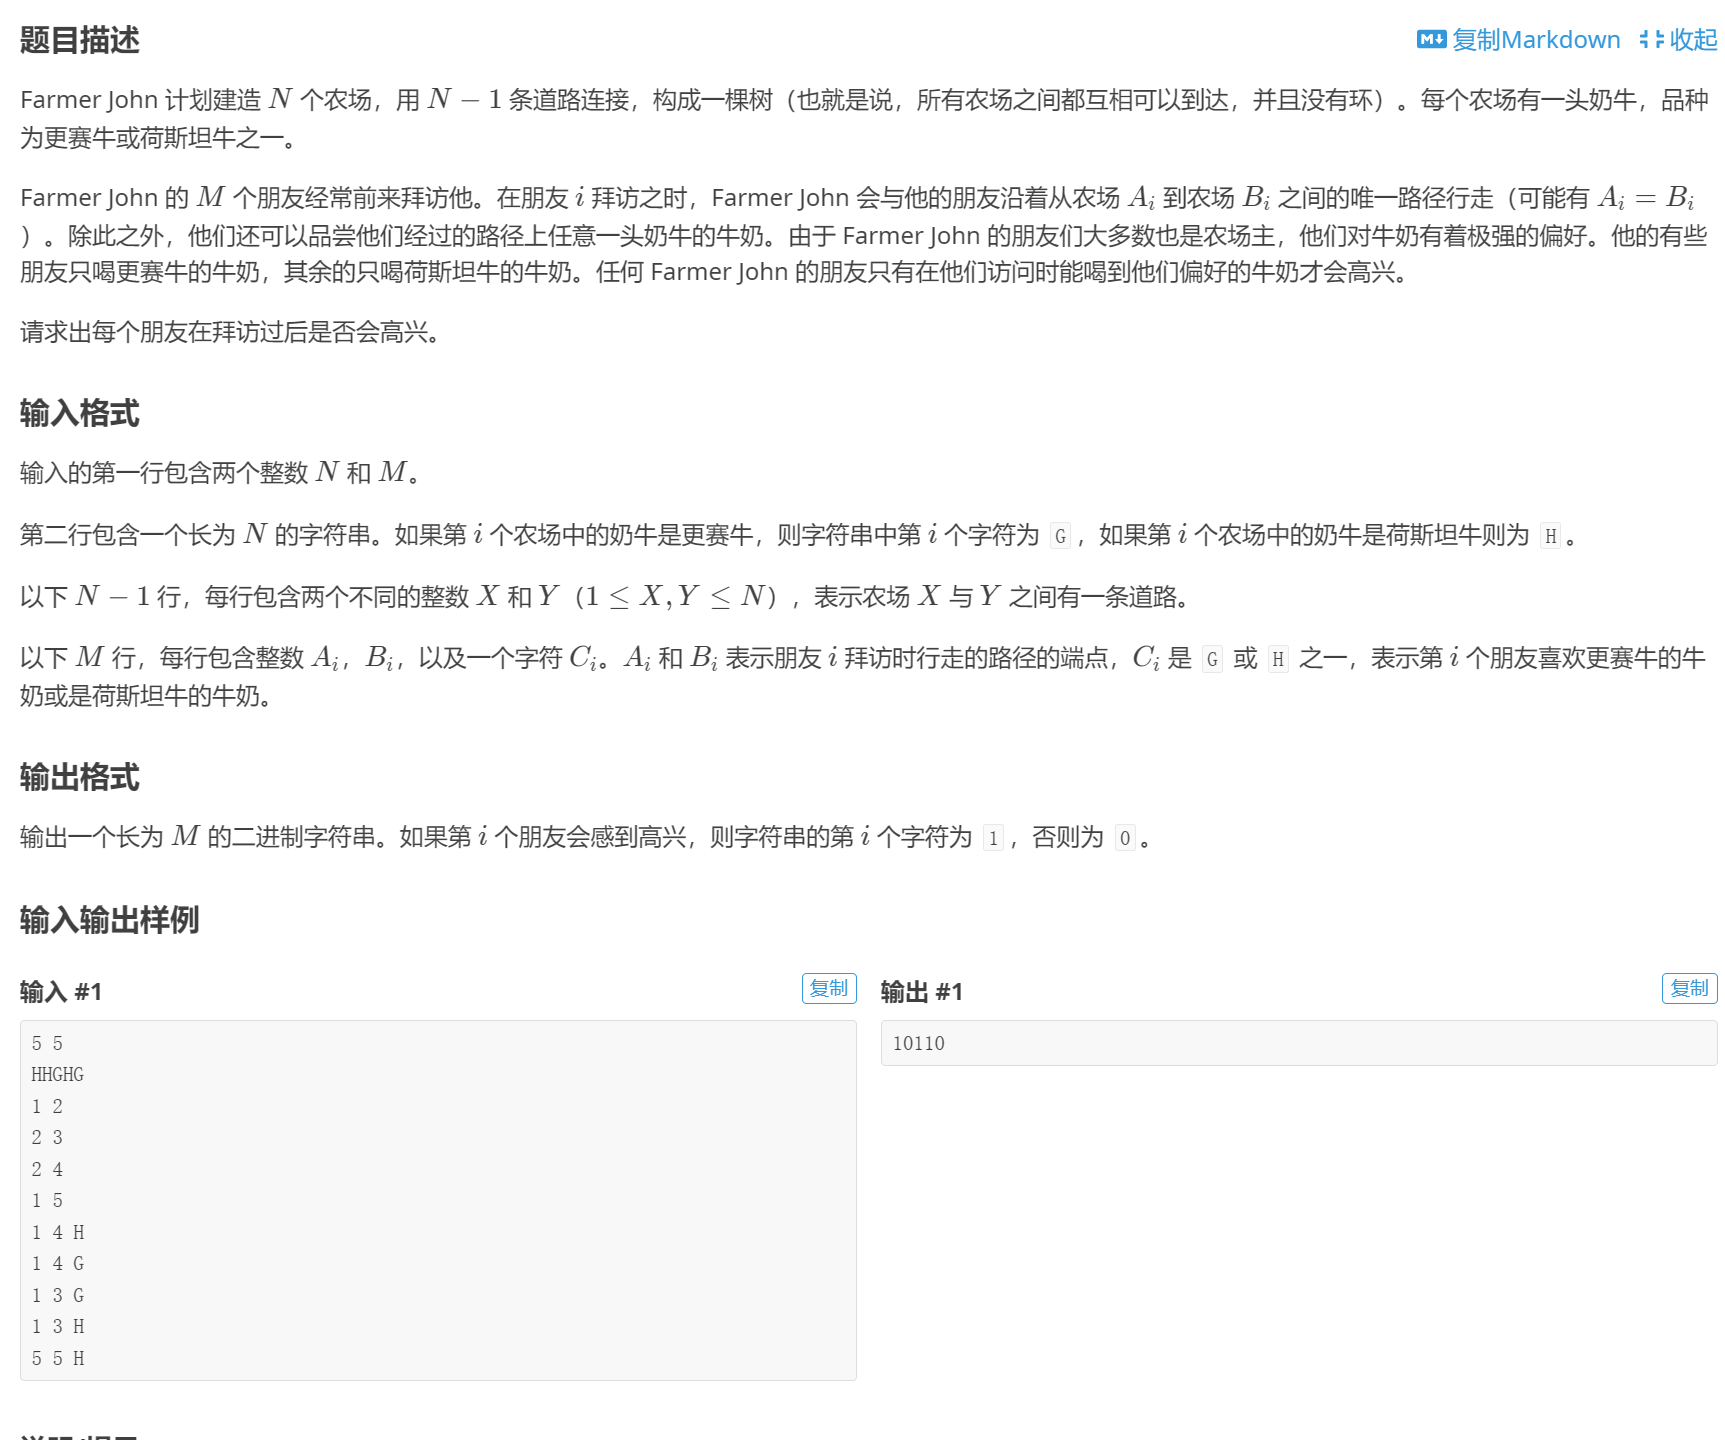 题目描述
复制Markdown 收起
Farmer John 计划建造 N 个农场，用 N − 1 条道路连接，构成一棵树（也就是说，所有农场之间都互相可以到达，并且没有环）。每个农场有一头奶牛，品种
为更赛牛或荷斯坦牛之一。
Farmer John 的 M 个朋友经常前来拜访他。在朋友 i 拜访之时，Farmer John 会与他的朋友沿着从农场 A_i 到农场 B_i 之间的唯一路径行走（可能有 A_i = B_i
）。除此之外，他们还可以品尝他们经过的路径上任意一头奶牛的牛奶。由于 Farmer John 的朋友们大多数也是农场主，他们对牛奶有着极强的偏好。他的有些
朋友只喝更赛牛的牛奶，其余的只喝荷斯坦牛的牛奶。任何 Farmer John 的朋友只有在他们访问时能喝到他们偏好的牛奶才会高兴。
请求出每个朋友在拜访过后是否会高兴。
输入格式
输入的第一行包含两个整数 N 和 M。
第二行包含一个长为 N 的字符串。如果第 i 个农场中的奶牛是更赛牛，则字符串中第 i 个字符为 G，如果第 i 个农场中的奶牛是荷斯坦牛则为 H。
以下 N − 1 行，每行包含两个不同的整数 X 和 Y（1 ≤ X, Y ≤ N），表示农场 X 与 Y 之间有一条道路。
以下 M 行，每行包含整数 A_i，B_i，以及一个字符 C_i。A_i 和 B_i 表示朋友 i 拜访时行走的路径的端点，C_i 是 G 或 H 之一，表示第 i 个朋友喜欢更赛牛的牛
奶或是荷斯坦牛的牛奶。
输出格式
输出一个长为 M 的二进制字符串。如果第 i 个朋友会感到高兴，则字符串的第 i 个字符为 1，否则为 0。
输入输出样例
输入 #1
复制
5 5
HHGHG
1 2
2 3
2 4
1 5
1 4 H
1 4 G
1 3 G
1 3 H
5 5 H
输出 #1
复制
10110